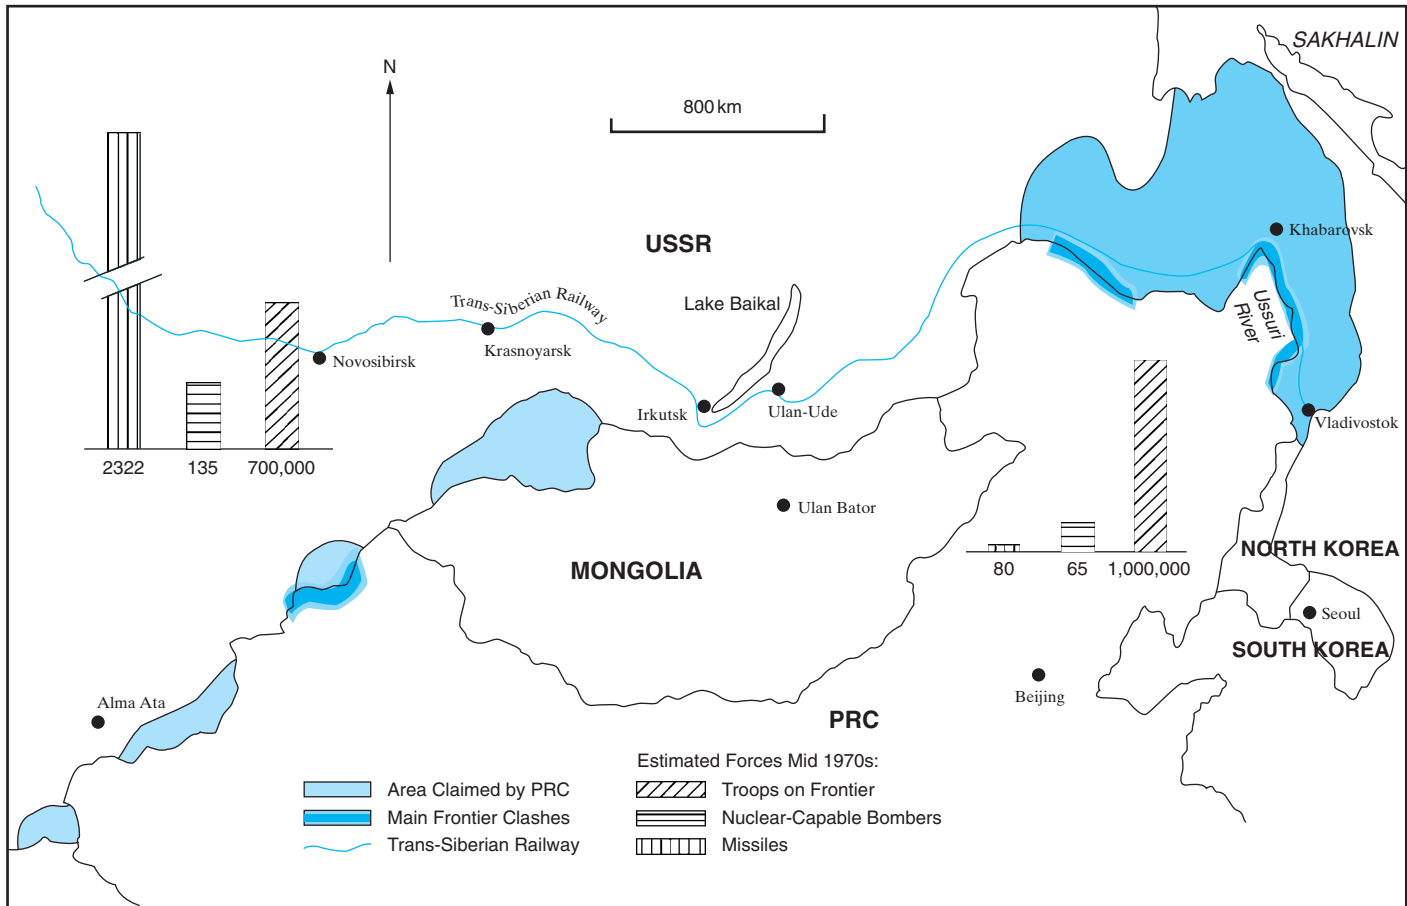 SAKHALIN
N
800 km
USSR
Khabarovsk
Ussuri
River
Lake Baikal
Trans-Siberian Railway
Krasnoyarsk
Novosibirsk
Irkutsk
Ulan-Ude
Vladivostok
2322 135 700,000
Ulan Bator
MONGOLIA
NORTH KOREA
80 65 1,000,000
Seoul
SOUTH KOREA
Beijing
Alma Ata
PRC
Estimated Forces Mid 1970s:
Area Claimed by PRC
Troops on Frontier
Main Frontier Clashes
Nuclear-Capable Bombers
Trans-Siberian Railway
Missiles